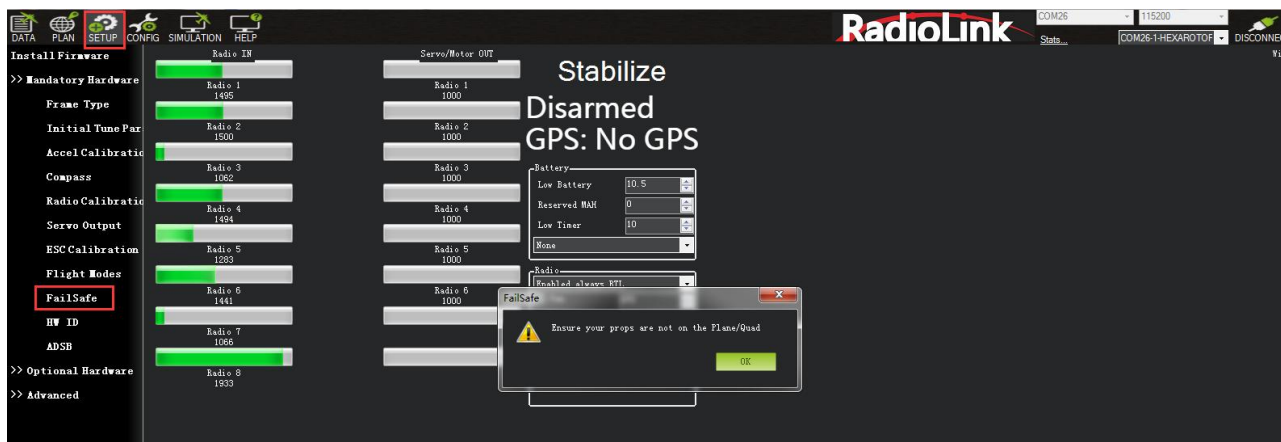 DATA PLAN SETUP CONFIG SIMULATION HELP
RadioLink
COM26 115200
Stats... COM26-1-HEXAROTOF DISCONNE
Install Firmware
>> Mandatory Hardware
Frame Type
Initial Tune Par
Accel Calibratio
Compass
Radio Calibratio
Servo Output
ESC Calibration
Flight Modes
FailSafe
HW ID
ADSB
>> Optional Hardware
>> Advanced
Radio IN
Radio 1
1495
Radio 2
1500
Radio 3
1062
Radio 4
1494
Radio 5
1283
Radio 6
1441
Radio 7
1066
Radio 8
1933
Servo/Motor OUT
Radio 1
1000
Radio 2
1000
Radio 3
1000
Radio 4
1000
Radio 5
1000
Radio 6
1000
Stabilize
Disarmed
GPS: No GPS
Battery
Low Battery 10.5
Reserved MAH 0
Low Timer 10
None
Radio
Enabled always RTL
FailSafe
Ensure your props are not on the Plane/Quad
OK
Wi